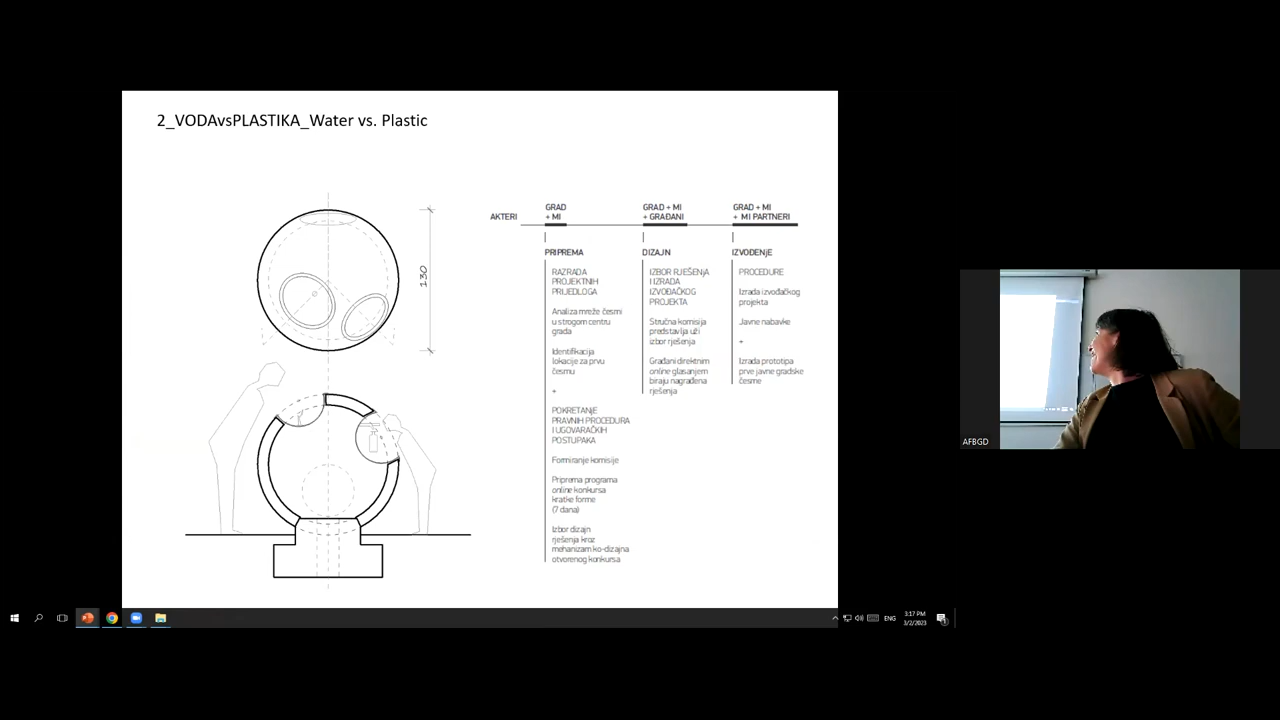 2_VODAvsPLASTIKA_Water vs. Plastic
130
AKTERI
GRAD
+ MI
PRIPREMA
RAZRADA
PROJEKTNIH
PRIJEDLOGA
Analiza mreže česmi
u strogom centru
grada
Identifikacija
lokacije za prvu
česmu
+
POKRETANjE
PRAVNIH PROCEDURA
I UGOVARAČKIH
POSTUPAKA
Formiranje komisije
Priprema programa
online konkursa
kratke forme
(7 dana)
Izbor dizajn
rješenja kroz
mehanizam ko-dizajna
otvorenog konkursa
GRAD + MI
+ GRAĐANI
DIZAJN
IZBOR RJEŠENjA
I IZRADA
IZVOĐAČKOG
PROJEKTA
Stručna komisija
predstavlja uži
izbor rješenja
Građani direktnim
online glasanjem
biraju nagrađena
rješenja
GRAD + MI
+ MI PARTNERI
IZVOĐENjE
PROCEDURE
Izrada izvođačkog
projekta
Javne nabavke
+
Izrada prototipa
prve javne gradske
česme
AFBGD
ENG
3:17 PM
3/2/2023